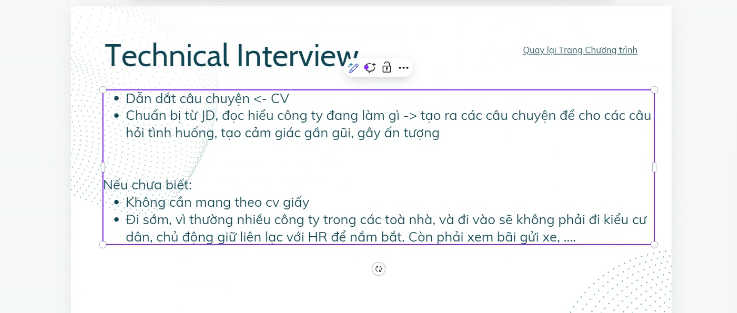 Technical Interview
Quay lại Trang Chương trình
• Dẫn dắt câu chuyện <- CV
• Chuẩn bị từ JD, đọc hiểu công ty đang làm gì -> tạo ra các câu chuyện để cho các câu
hỏi tình huống, tạo cảm giác gần gũi, gây ấn tượng
Nếu chưa biết:
• Không cần mang theo cv giấy
• Đi sớm, vì thường nhiều công ty trong các toà nhà, và đi vào sẽ không phải đi kiểu cư
dân, chủ động giữ liên lạc với HR để nắm bắt. Còn phải xem bãi gửi xe, ....